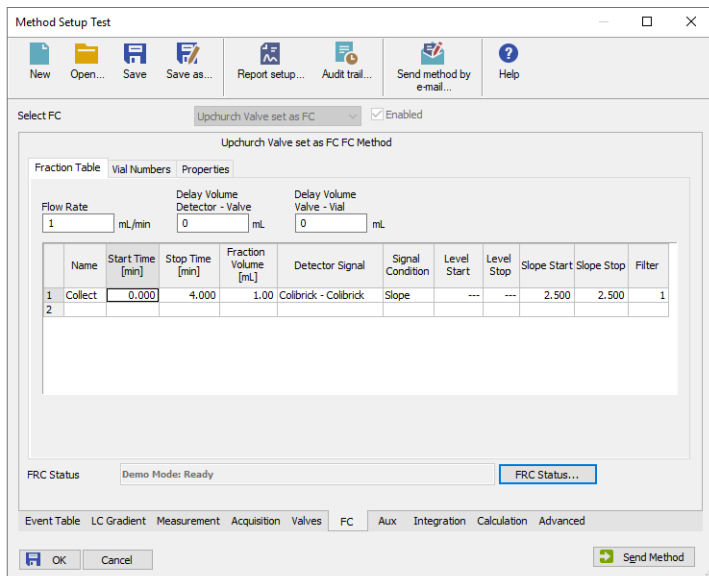 Method Setup Test
New Open... Save Save as... Report setup... Audit trail... Send method by e-mail... Help
Select FC Upchurch Valve set as FC Enabled
Upchurch Valve set as FC FC Method
Fraction Table Vial Numbers Properties
Flow Rate Delay Volume Detector - Valve Delay Volume Valve - Vial
1 mL/min 0 mL 0 mL
Name Start Time [min] Stop Time [min] Fraction Volume [mL] Detector Signal Signal Condition Level Start Level Stop Slope Start Slope Stop Filter
1 Collect 0.000 4.000 1.00 Colibrick - Colibrick Slope --- --- 2.500 2.500 1
2
FRC Status Demo Mode: Ready FRC Status...
Event Table LC Gradient Measurement Acquisition Valves FC Aux Integration Calculation Advanced
OK Cancel Send Method